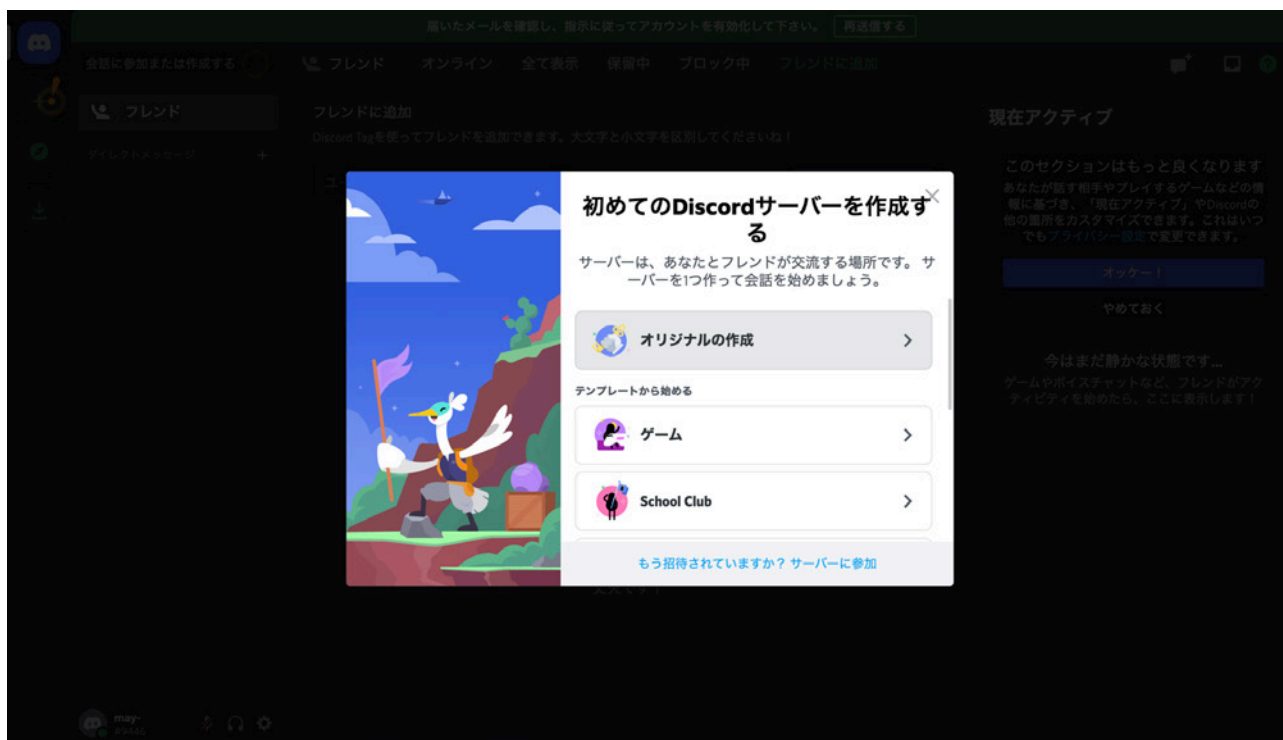 届いたメールを確認し、指示に従ってアカウントを有効化して下さい。 再送信する
会話に参加または作成する
フレンド オンライン 全て表示 保留中 ブロック中 フレンドに追加
フレンド
ダイレクトメッセージ +
フレンドに追加
Discord Tagを使ってフレンドを追加できます。大文字と小文字を区別してくださいね！
初めてのDiscordサーバーを作成す
る
サーバーは、あなたとフレンドが交流する場所です。 サ
ーバーを1つ作って会話を始めましょう。
オリジナルの作成
テンプレートから始める
ゲーム
School Club
もう招待されていますか？ サーバーに参加
現在アクティブ
このセクションはもっと良くなります
あなたが話す相手やプレイするゲームなどの情
報に基づき、「現在アクティブ」やDiscordの
他の箇所をカスタマイズできます。これはいつ
でもプライバシー設定で変更できます。
オッケー！
やめておく
今はまだ静かな状態です...
ゲームやボイスチャットなど、フレンドがアク
ティビティを始めたら、ここに表示します！
may-
#9446